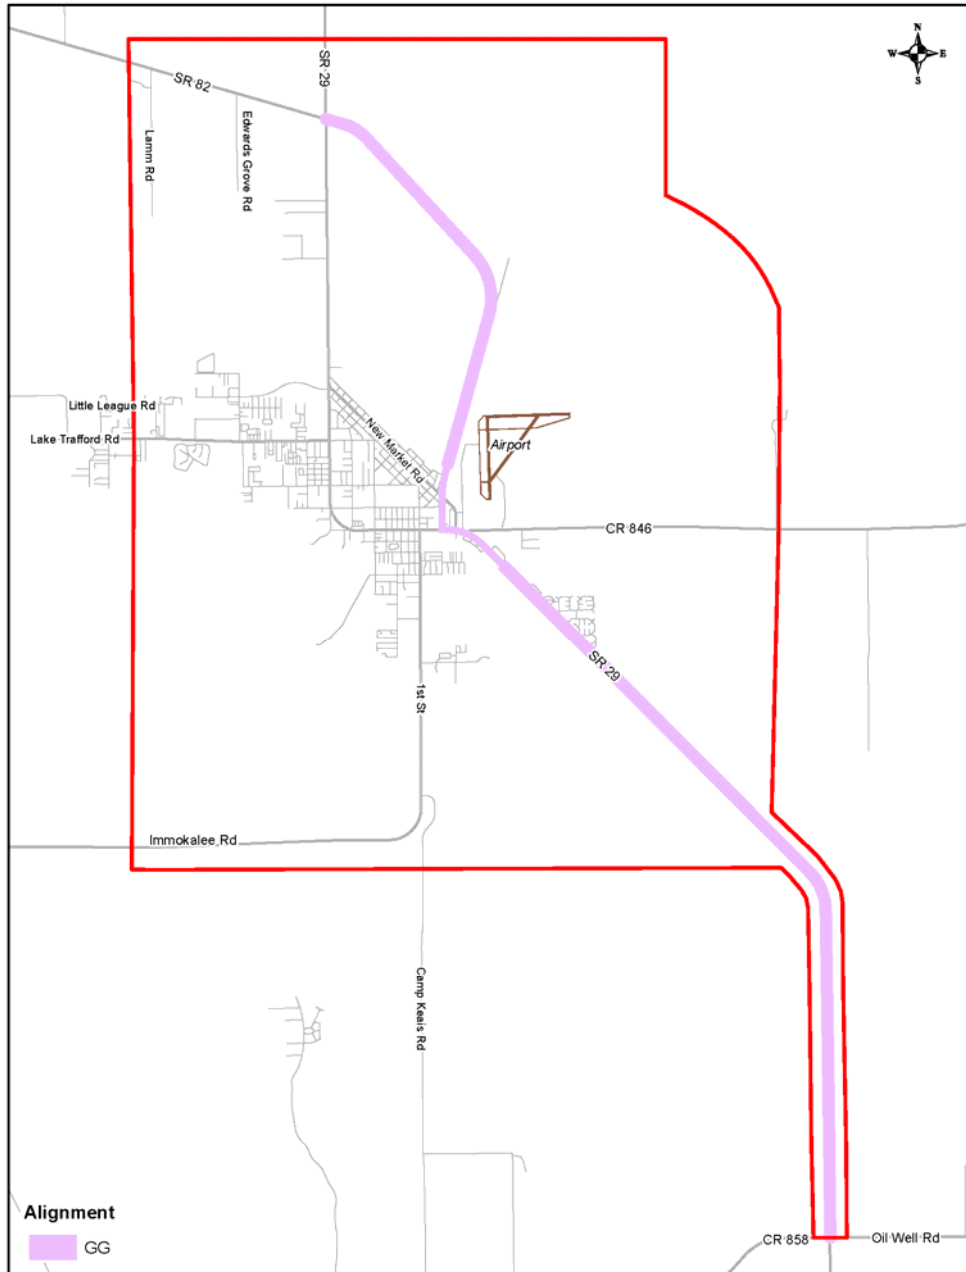 N
W E
S
SR 29
SR 82
Lamm Rd
Edwards Grove Rd
Little League Rd
Lake Trafford Rd
New Market Rd
Airport
CR 846
SR 29
1st St
Immokalee Rd
Camp Keais Rd
Alignment
GG
CR 858
Oil Well Rd